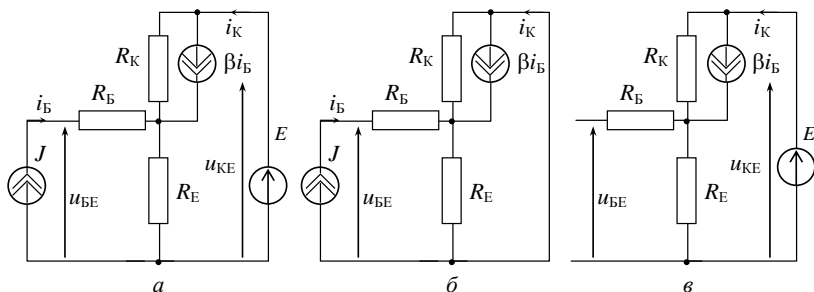 i_К i_К i_К
R_К βi_Б R_К βi_Б R_К βi_Б
i_Б R_Б i_Б R_Б R_Б
J E J E
u_КЕ u_КЕ
u_БЕ R_Е u_БЕ R_Е u_БЕ R_Е
а б в